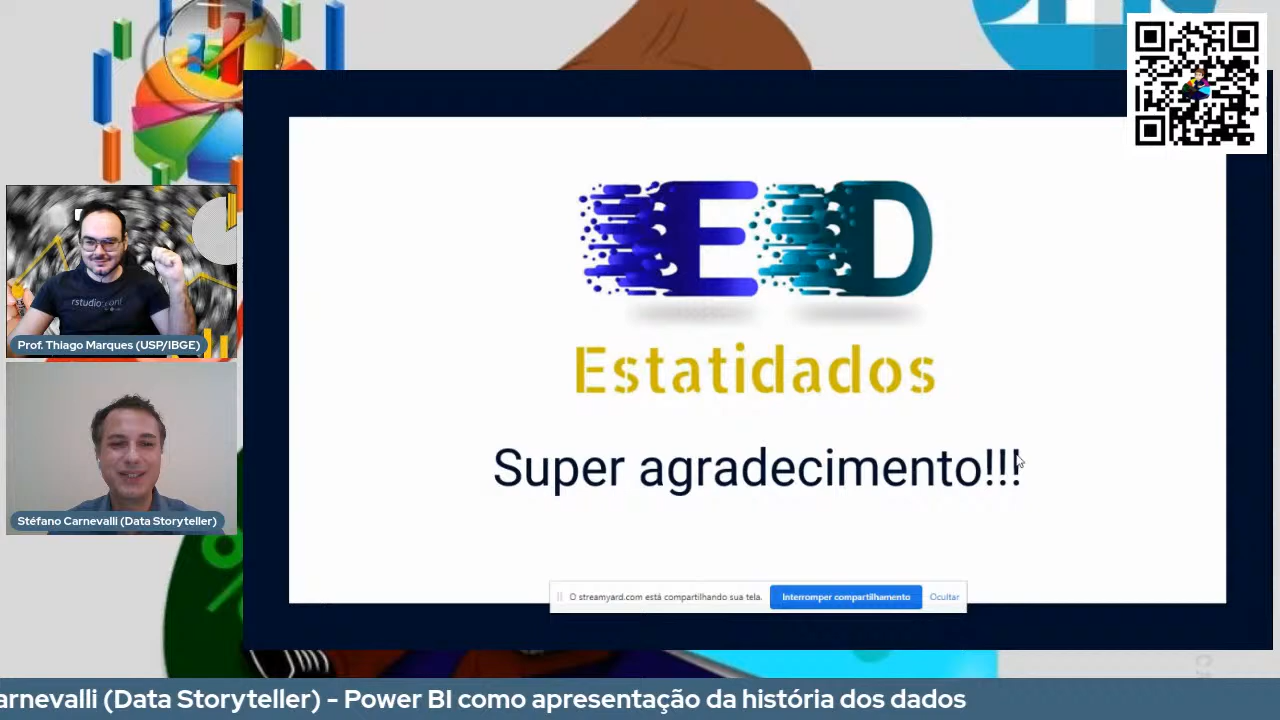 ED
Estatidados
Super agradecimento!!!
rstudio::conf
Prof. Thiago Marques (USP/IBGE)
Stéfano Carnevalli (Data Storyteller)
O streamyard.com está compartilhando sua tela.
Interromper compartilhamento
Ocultar
arnevalli (Data Storyteller) - Power BI como apresentação da história dos dados